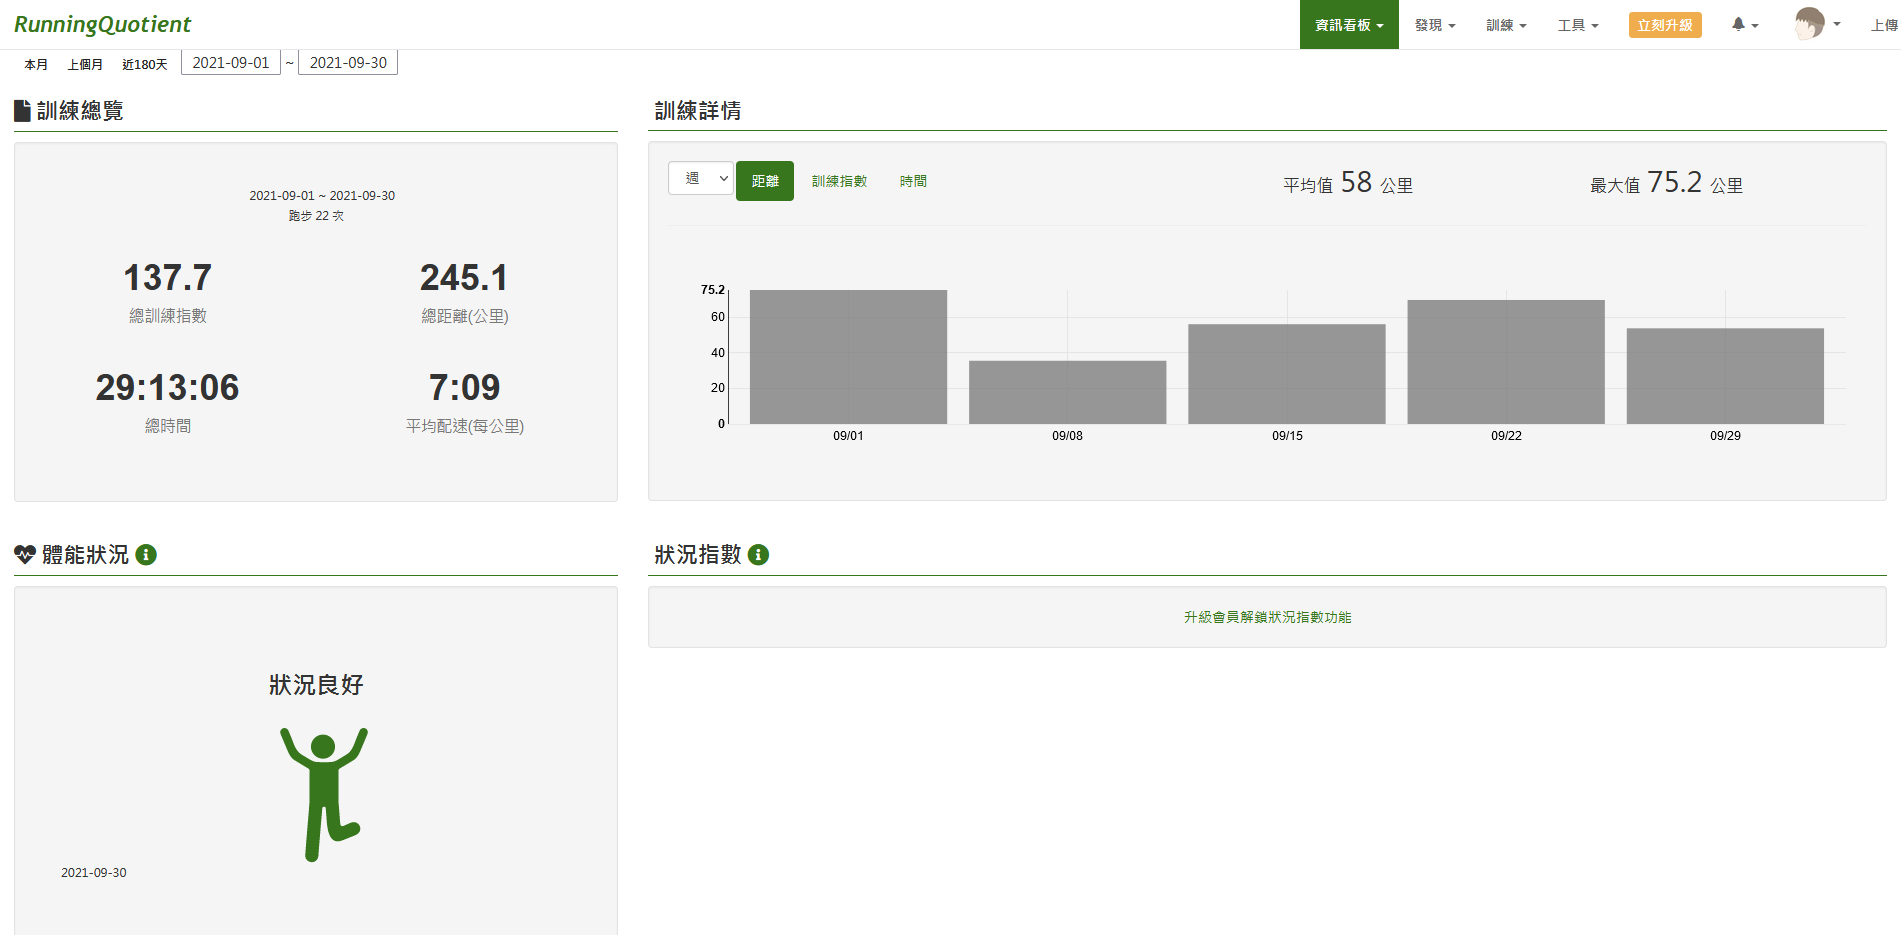 RunningQuotient
資訊看板
發現
訓練
工具
立刻升級
上傳
本月
上個月
近180天
2021-09-01 ~ 2021-09-30
訓練總覽
2021-09-01 ~ 2021-09-30
跑步 22 次
137.7
總訓練指數
245.1
總距離(公里)
29:13:06
總時間
7:09
平均配速(每公里)
訓練詳情
週
距離
訓練指數
時間
平均值 58 公里
最大值 75.2 公里
75.2
60
40
20
0
09/01
09/08
09/15
09/22
09/29
體能狀況
狀況良好
2021-09-30
狀況指數
升級會員解鎖狀況指數功能